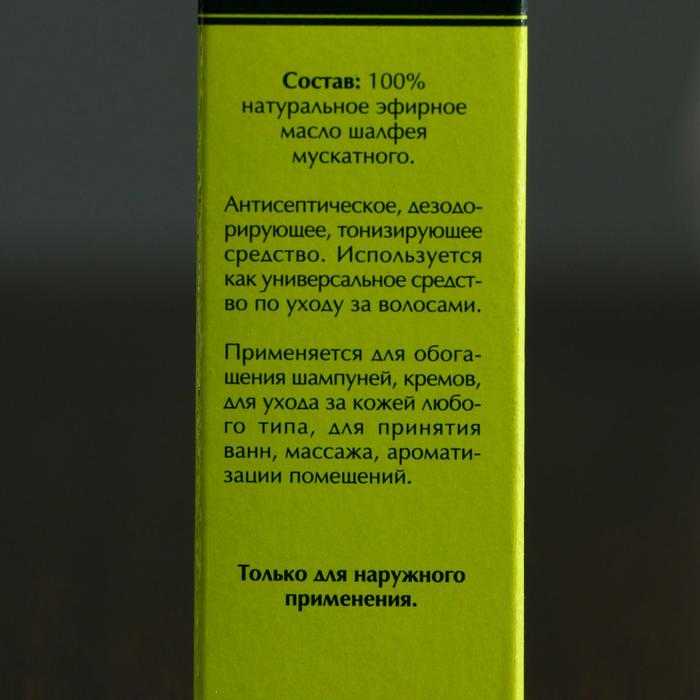 Состав: 100%
натуральное эфирное
масло шалфея
мускатного.
Антисептическое, дезодо-
рирующее, тонизирующее
средство. Используется
как универсальное средст-
во по уходу за волосами.
Применяется для обога-
щения шампуней, кремов,
для ухода за кожей любо-
го типа, для принятия
ванн, массажа, аромати-
зации помещений.
Только для наружного
применения.